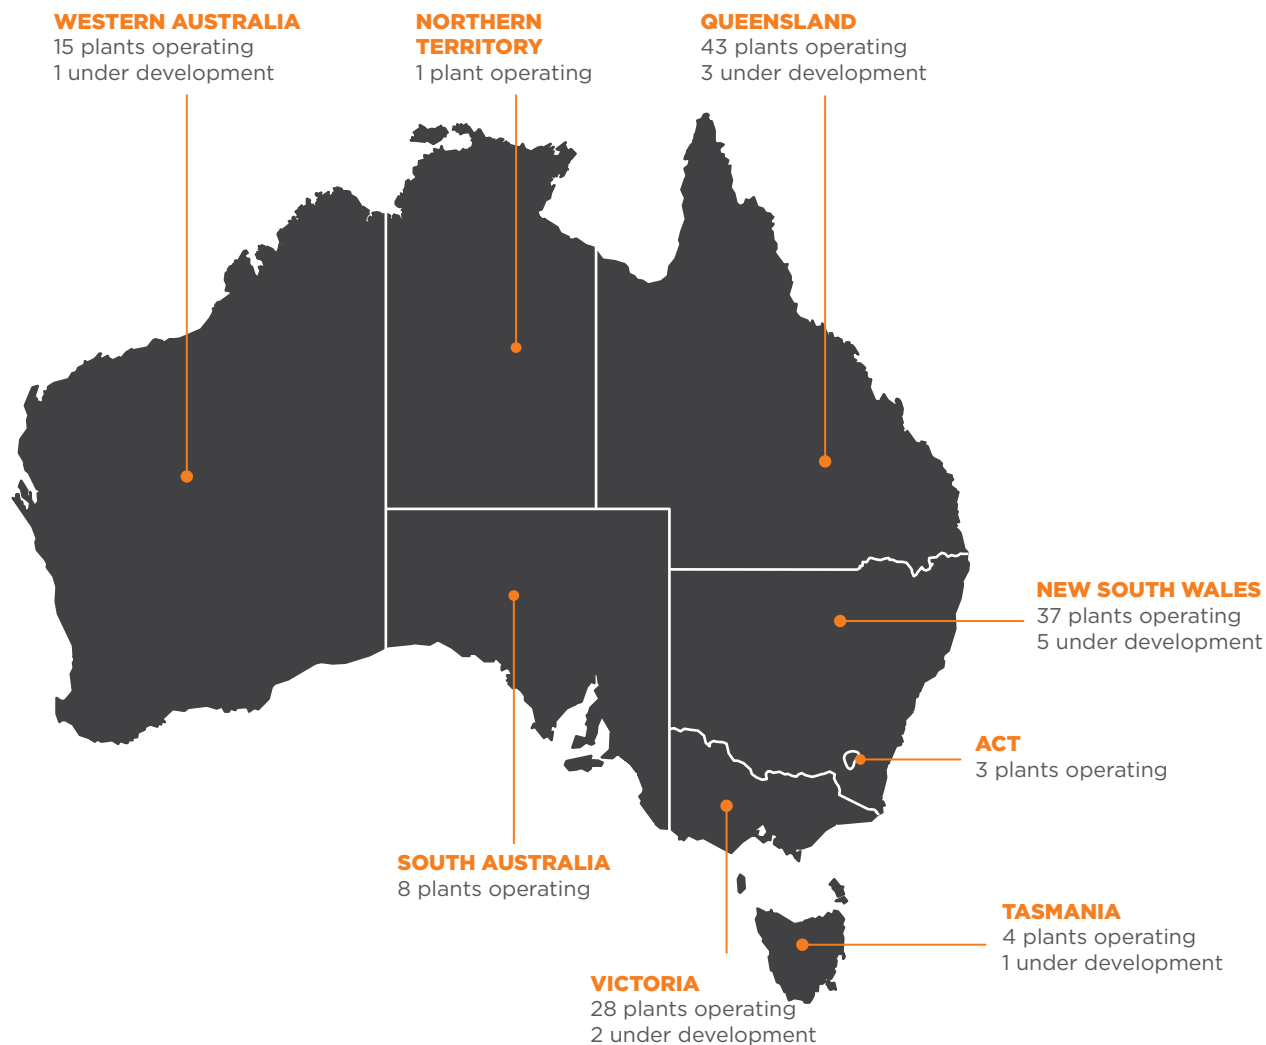 WESTERN AUSTRALIA
15 plants operating
1 under development
NORTHERN
TERRITORY
1 plant operating
QUEENSLAND
43 plants operating
3 under development
NEW SOUTH WALES
37 plants operating
5 under development
ACT
3 plants operating
SOUTH AUSTRALIA
8 plants operating
TASMANIA
4 plants operating
1 under development
VICTORIA
28 plants operating
2 under development